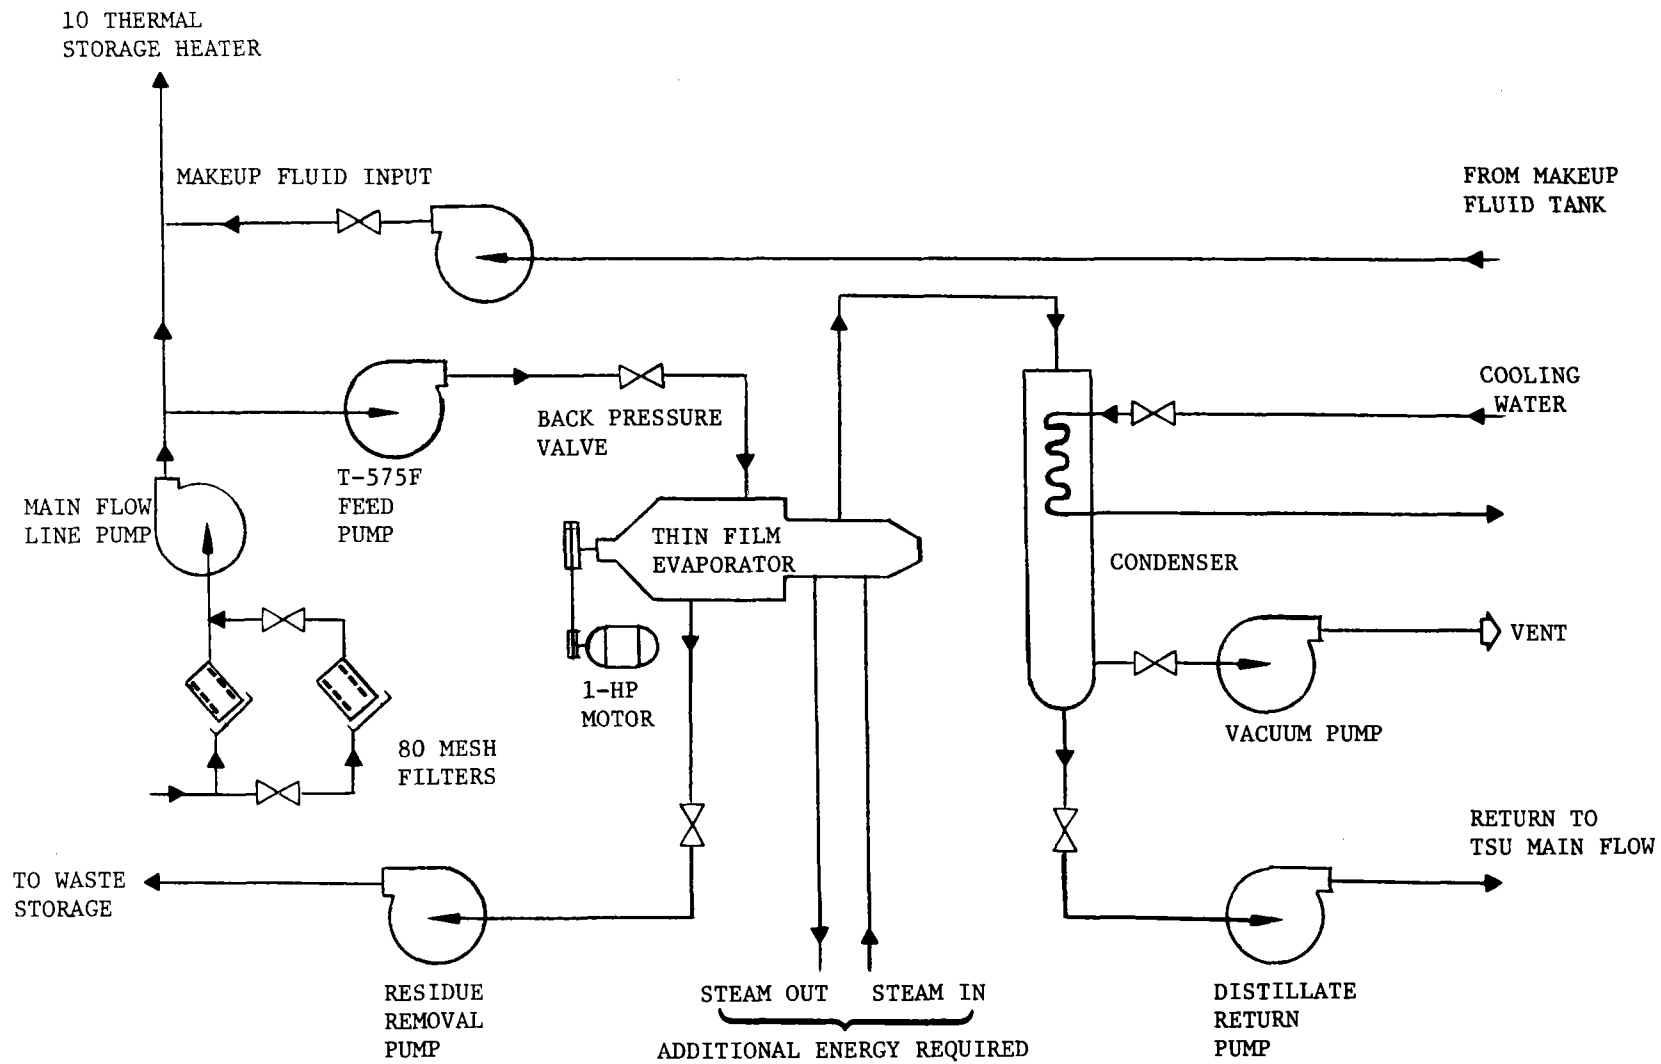 10 THERMAL
STORAGE HEATER
MAKEUP FLUID INPUT
FROM MAKEUP
FLUID TANK
COOLING
WATER
BACK PRESSURE
VALVE
T-575F
FEED
PUMP
MAIN FLOW
LINE PUMP
THIN FILM
EVAPORATOR
CONDENSER
VENT
1-HP
MOTOR
VACUUM PUMP
80 MESH
FILTERS
RETURN TO
TSU MAIN FLOW
TO WASTE
STORAGE
RESIDUE
REMOVAL
PUMP
STEAM OUT
STEAM IN
ADDITIONAL ENERGY REQUIRED
DISTILLATE
RETURN
PUMP